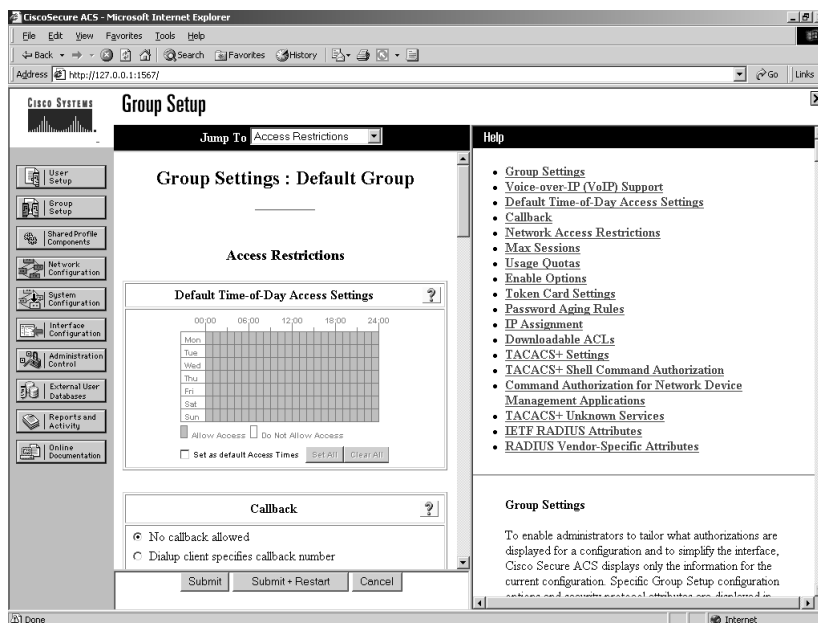 CiscoSecure ACS - Microsoft Internet Explorer
File Edit View Favorites Tools Help
Back Search Favorites History
Address http://127.0.0.1:1567/ Go Links
CISCO SYSTEMS
Group Setup
Jump To Access Restrictions
User Setup
Group Setup
Shared Profile Components
Network Configuration
System Configuration
Interface Configuration
Administration Control
External User Databases
Reports and Activity
Online Documentation
Group Settings : Default Group
Access Restrictions
Default Time-of-Day Access Settings ?
00:00 06:00 12:00 18:00 24:00
Mon
Tue
Wed
Thu
Fri
Sat
Sun
Allow Access Do Not Allow Access
Set as default Access Times Set All Clear All
Callback ?
No callback allowed
Dialup client specifies callback number
Submit Submit + Restart Cancel
Help
Group Settings
Voice-over-IP (VoIP) Support
Default Time-of-Day Access Settings
Callback
Network Access Restrictions
Max Sessions
Usage Quotas
Enable Options
Token Card Settings
Password Aging Rules
IP Assignment
Downloadable ACLs
TACACS+ Settings
TACACS+ Shell Command Authorization
Command Authorization for Network Device
Management Applications
TACACS+ Unknown Services
IETF RADIUS Attributes
RADIUS Vendor-Specific Attributes
Group Settings
To enable administrators to tailor what authorizations are
displayed for a configuration and to simplify the interface,
Cisco Secure ACS displays only the information for the
current configuration. Specific Group Setup configuration
options and security protocol attributes are displayed in
Done Internet